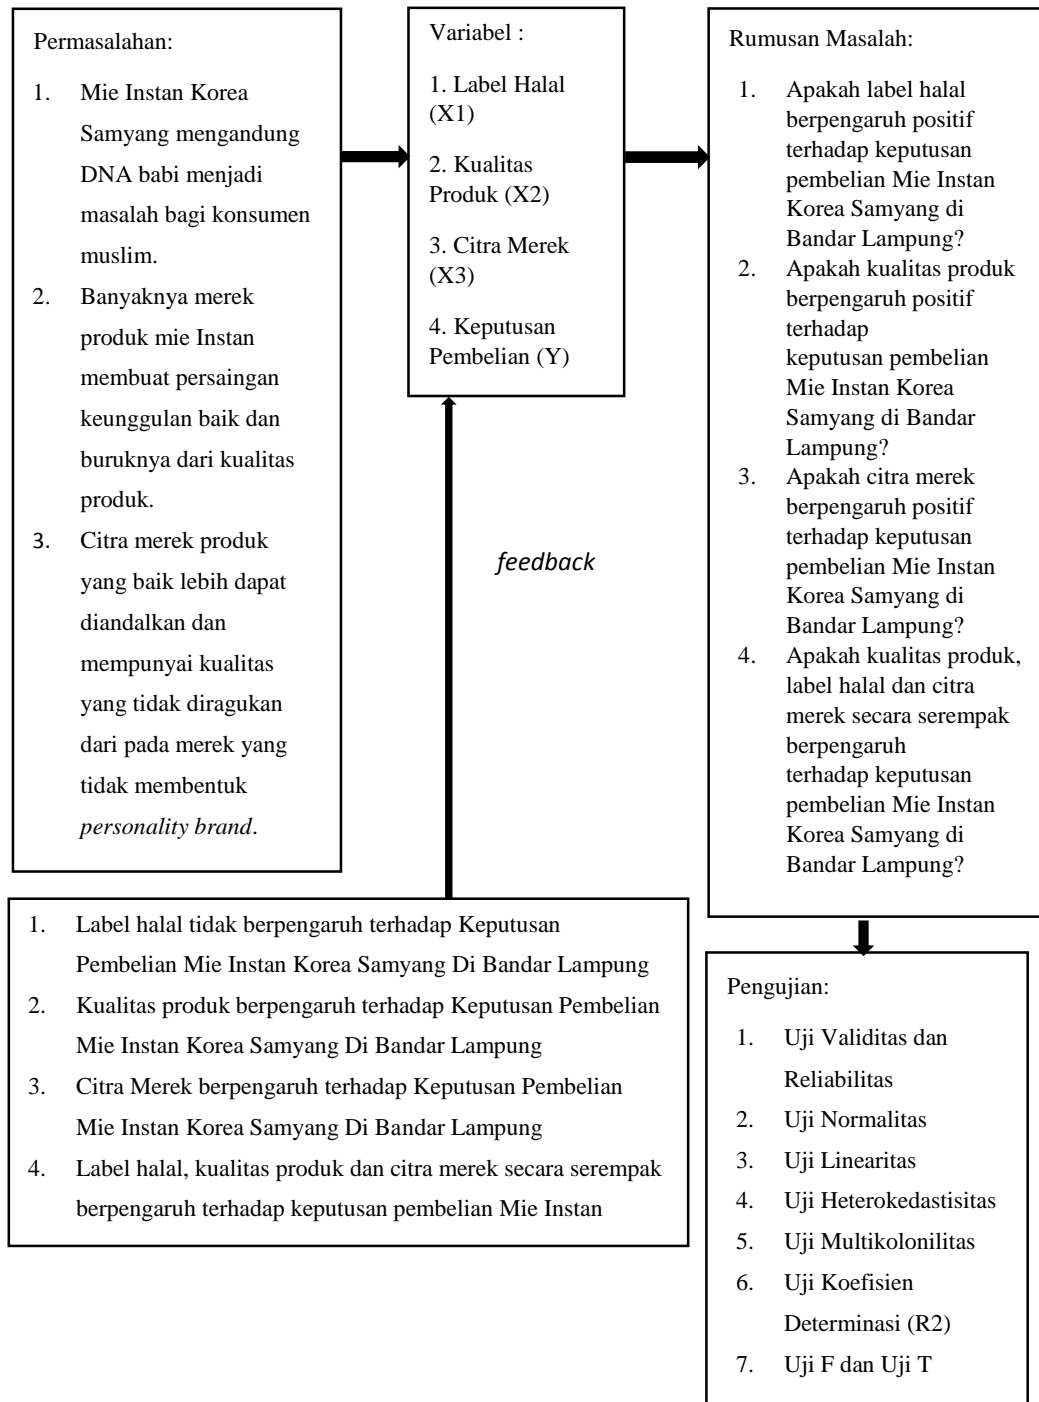 Permasalahan:
1. Mie Instan Korea
Samyang mengandung
DNA babi menjadi
masalah bagi konsumen
muslim.
2. Banyaknya merek
produk mie Instan
membuat persaingan
keunggulan baik dan
buruknya dari kualitas
produk.
3. Citra merek produk
yang baik lebih dapat
diandalkan dan
mempunyai kualitas
yang tidak diragukan
dari pada merek yang
tidak membentuk
personality brand.
Variabel :
1. Label Halal
(X1)
2. Kualitas
Produk (X2)
3. Citra Merek
(X3)
4. Keputusan
Pembelian (Y)
Rumusan Masalah:
1. Apakah label halal
berpengaruh positif
terhadap keputusan
pembelian Mie Instan
Korea Samyang di
Bandar Lampung?
2. Apakah kualitas produk
berpengaruh positif
terhadap
keputusan pembelian
Mie Instan Korea
Samyang di Bandar
Lampung?
3. Apakah citra merek
berpengaruh positif
terhadap keputusan
pembelian Mie Instan
Korea Samyang di
Bandar Lampung?
4. Apakah kualitas produk,
label halal dan citra
merek secara serempak
berpengaruh
terhadap keputusan
pembelian Mie Instan
Korea Samyang di
Bandar Lampung?
feedback
1. Label halal tidak berpengaruh terhadap Keputusan
Pembelian Mie Instan Korea Samyang Di Bandar Lampung
2. Kualitas produk berpengaruh terhadap Keputusan Pembelian
Mie Instan Korea Samyang Di Bandar Lampung
3. Citra Merek berpengaruh terhadap Keputusan Pembelian
Mie Instan Korea Samyang Di Bandar Lampung
4. Label halal, kualitas produk dan citra merek secara serempak
berpengaruh terhadap keputusan pembelian Mie Instan
Pengujian:
1. Uji Validitas dan
Reliabilitas
2. Uji Normalitas
3. Uji Linearitas
4. Uji Heterokedastisitas
5. Uji Multikolonilitas
6. Uji Koefisien
Determinasi (R2)
7. Uji F dan Uji T